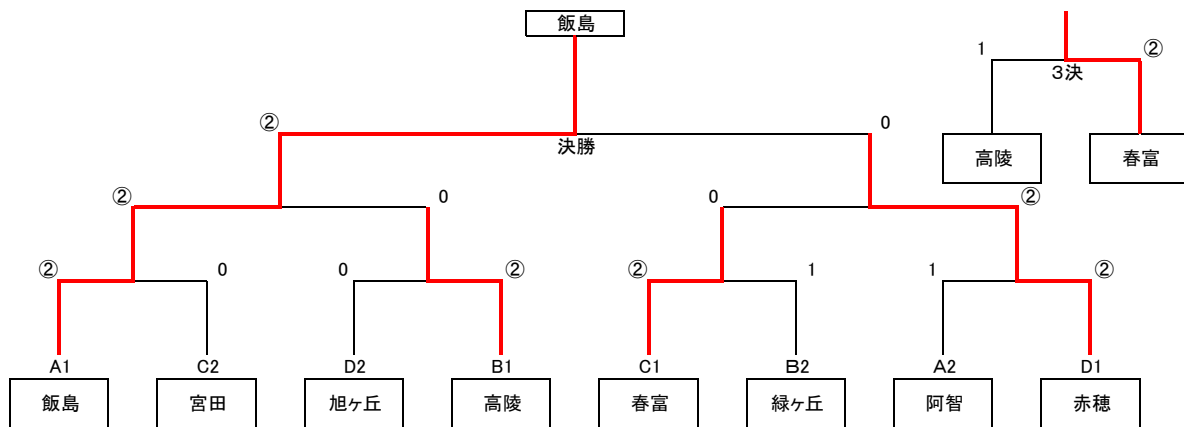 飯島
1 ②
3決
② 0
決勝
高陵 春富
② 0 0 ②
② 0 0 ② ② 1 1 ②
A1 C2 D2 B1 C1 B2 A2 D1
飯島 宮田 旭ヶ丘 高陵 春富 緑ヶ丘 阿智 赤穂